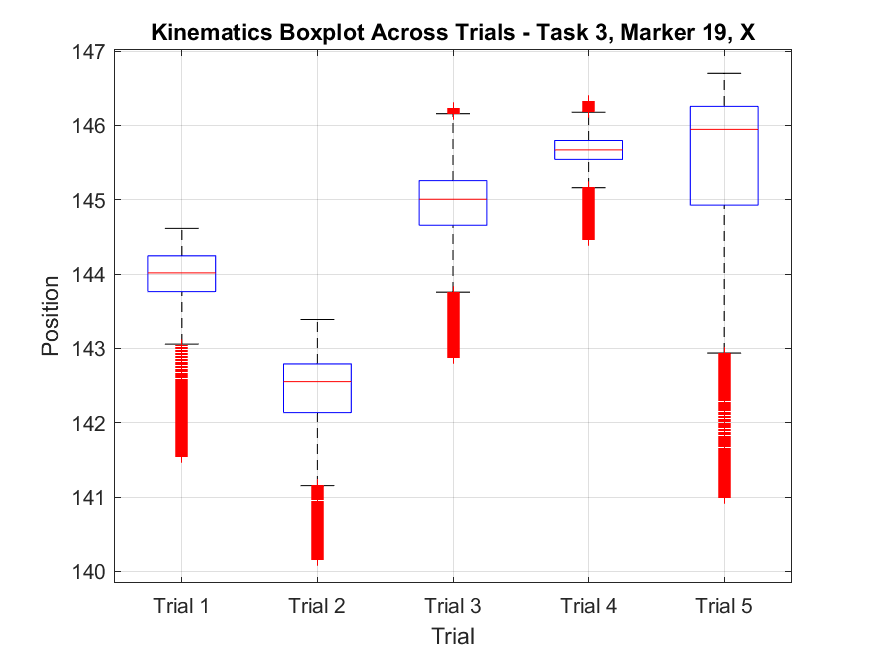 Kinematics Boxplot Across Trials - Task 3, Marker 19, X
147
146
145
144
143
142
141
140
Position
Trial 1 Trial 2 Trial 3 Trial 4 Trial 5
Trial